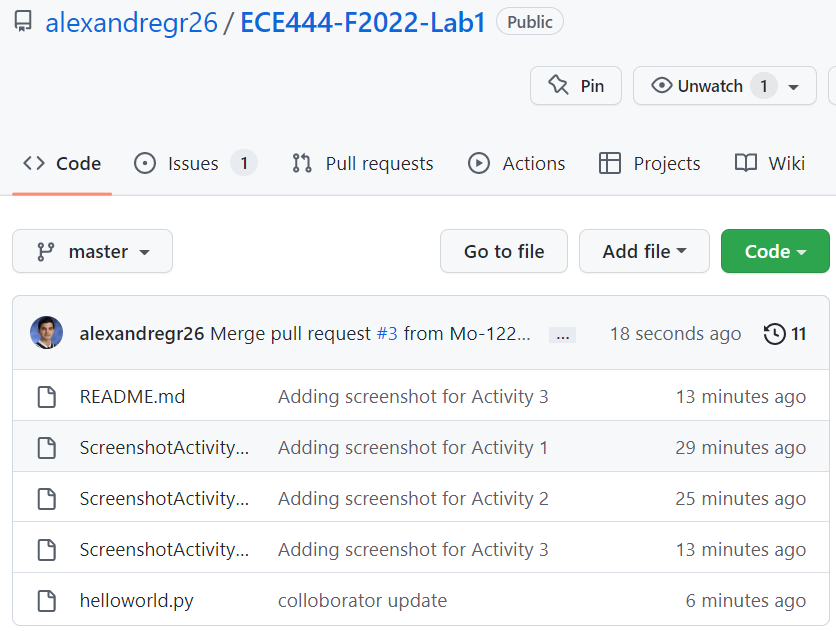 alexandregr26 / ECE444-F2022-Lab1 Public
Pin Unwatch 1
Code Issues 1 Pull requests Actions Projects Wiki
master Go to file Add file Code
alexandregr26 Merge pull request #3 from Mo-122... ... 18 seconds ago 11
README.md Adding screenshot for Activity 3 13 minutes ago
ScreenshotActivity... Adding screenshot for Activity 1 29 minutes ago
ScreenshotActivity... Adding screenshot for Activity 2 25 minutes ago
ScreenshotActivity... Adding screenshot for Activity 3 13 minutes ago
helloworld.py colloborator update 6 minutes ago